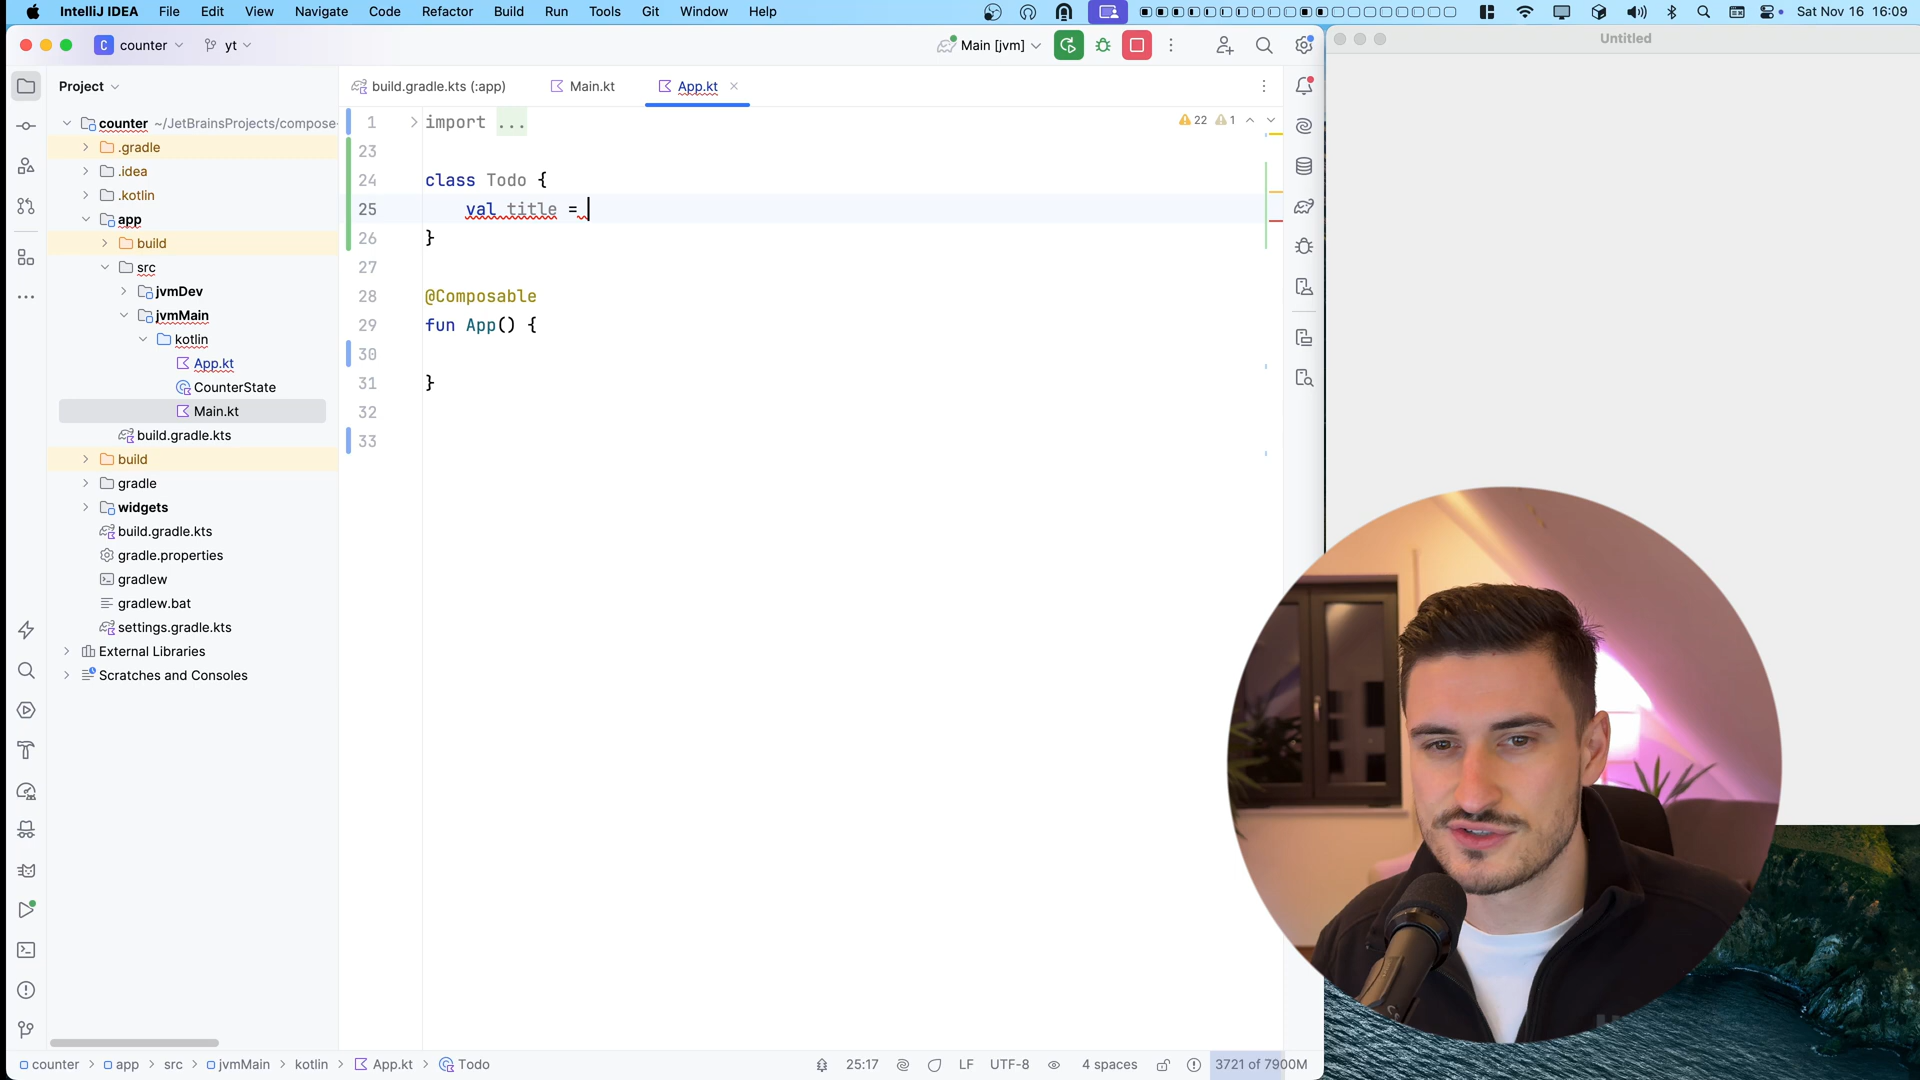 IntelliJ IDEA File Edit View Navigate Code Refactor Build Run Tools Git Window Help Sat Nov 16 16:09
C counter yt Main [jvm] Untitled
Project build.gradle.kts (:app) Main.kt App.kt
counter ~/JetBrainsProjects/compose-
.gradle
.idea
.kotlin
app
build
src
jvmDev
jvmMain
kotlin
App.kt
CounterState
Main.kt
build.gradle.kts
build
gradle
widgets
build.gradle.kts
gradle.properties
gradlew
gradlew.bat
settings.gradle.kts
External Libraries
Scratches and Consoles
1 import ... 22 1
23
24 class Todo {
25 val title =
26 }
27
28 @Composable
29 fun App() {
30
31 }
32
33
counter > app > src > jvmMain > kotlin > App.kt > Todo 25:17 LF UTF-8 4 spaces 3721 of 7900M